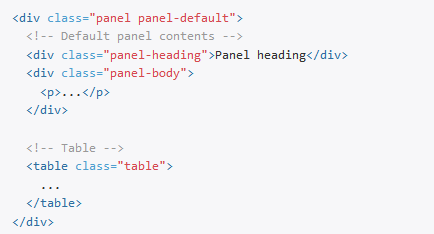 <div class="panel panel-default">
  <!-- Default panel contents -->
  <div class="panel-heading">Panel heading</div>
  <div class="panel-body">
    <p>...</p>
  </div>

  <!-- Table -->
  <table class="table">
    ...
  </table>
</div>